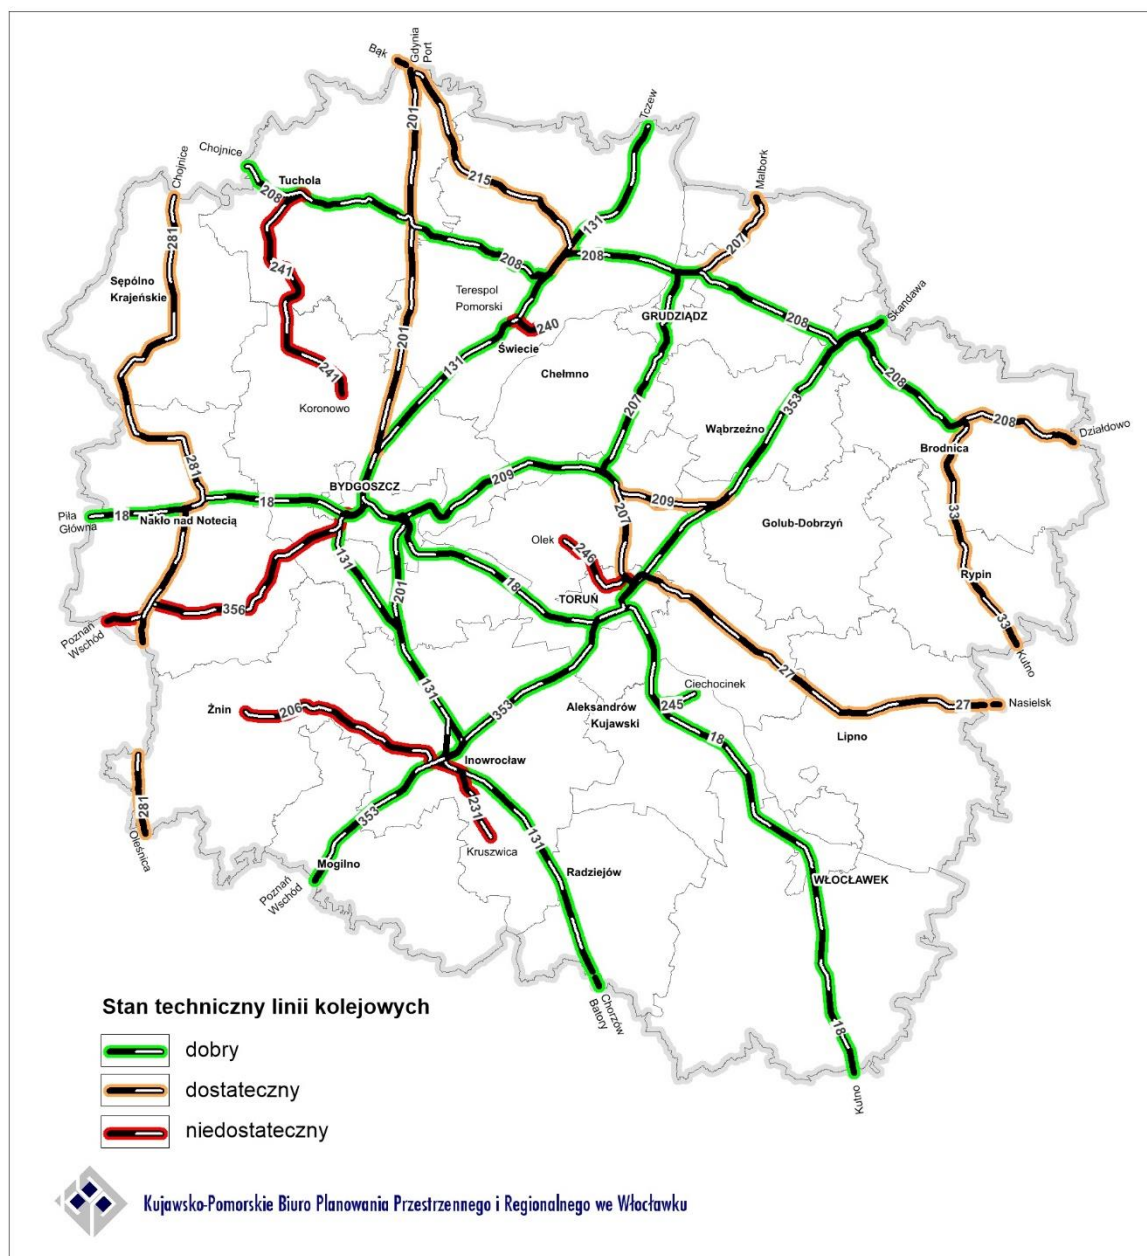 Bąk
Gdynia
Port
201
Tczew
Chojnice
Chojnice
208
Tuchola
215
Malbork
131
207
281
208
208
241
Sępólno
Krajeńskie
Terespol
Pomorski
240
Świecie
GRUDZIĄDZ
208
Skandawa
201
131
Chełmno
241
Koronowo
207
353
208
Wąbrzeźno
208
Działdowo
Brodnica
281
BYDGOSZCZ
209
209
Piła
Główna
18
Nakło nad Notecią
18
207
Golub-Dobrzyń
33
Olek
246
131
201
18
TORUŃ
Rypin
33
Kutno
356
Poznań
Wschód
27
Ciechocinek
245
Żnin
206
131
353
Aleksandrów
Kujawski
18
Lipno
27
Nasielsk
Inowrocław
281
Oleśnica
353
231
Kruszwica
131
Mogilno
Poznań
Wschód
Radziejów
WŁOCŁAWEK
Chorzów
Batory
18
Kutno
Stan techniczny linii kolejowych
dobry
dostateczny
niedostateczny
Kujawsko-Pomorskie Biuro Planowania Przestrzennego i Regionalnego we Włocławku